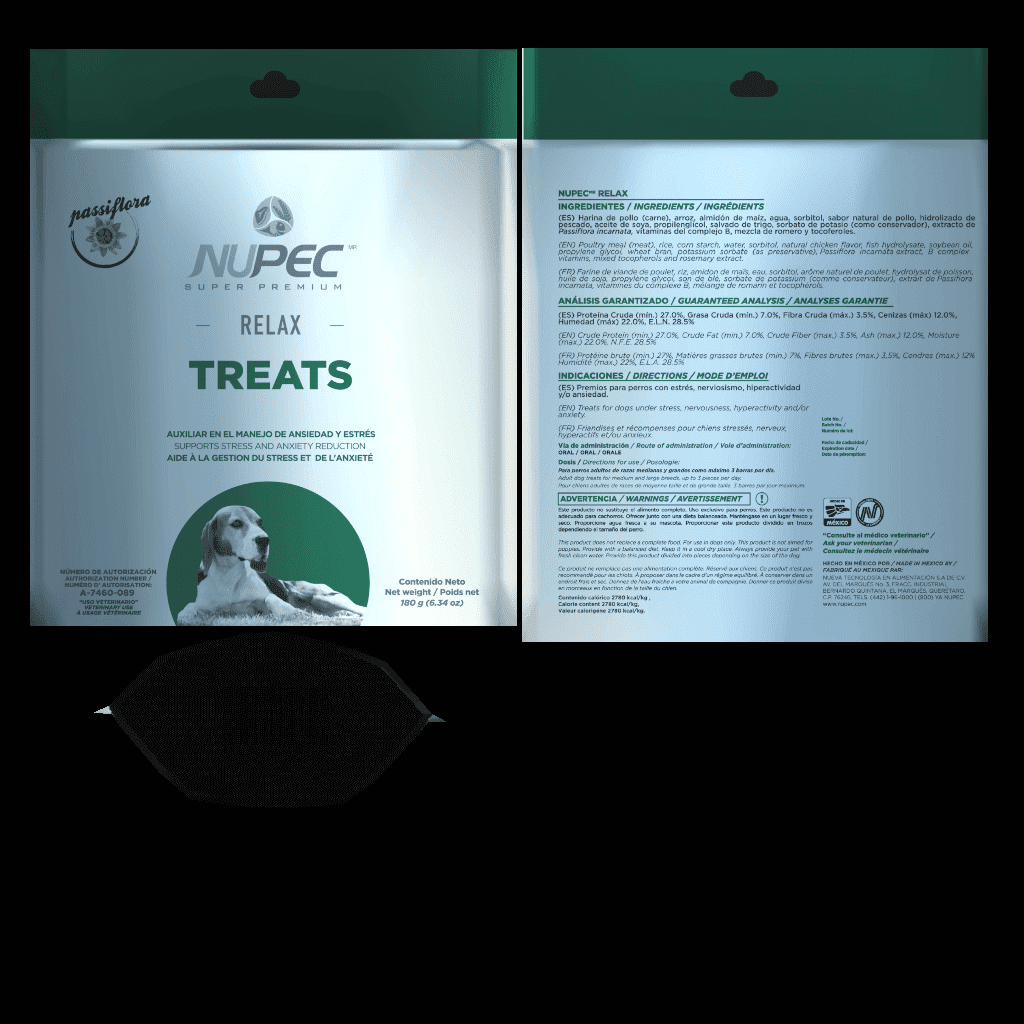 passiflora
NUPEC MR
SUPER PREMIUM
RELAX
TREATS
AUXILIAR EN EL MANEJO DE ANSIEDAD Y ESTRÉS
SUPPORTS STRESS AND ANXIETY REDUCTION
AIDE À LA GESTION DU STRESS ET DE L'ANXIETÉ
NÚMERO DE AUTORIZACIÓN
AUTHORIZATION NUMBER /
NUMERO D' AUTORISATION:
A-7460-089
"USO VETERINARIO"
VETERINARY USE
À USAGE VÉTÉRINAIRE
Contenido Neto
Net weight / Poids net
180 g (6.34 oz)
NUPEC RELAX
INGREDIENTES / INGREDIENTS / INGRÉDIENTS
(ES) Harina de pollo (carne), arroz, almidón de maíz, agua, sorbitol, sabor natural de pollo, hidrolizado de
pescado, aceite de soya, propilenglicol, salvado de trigo, sorbato de potasio (como conservador), extracto de
Passiflora incarnata, vitaminas del complejo B, mezcla de romero y tocoferoles.
(EN) Poultry meal (meat), rice, corn starch, water, sorbitol, natural chicken flavor, fish hydrolysate, soybean oil,
propylene glycol, wheat bran, potassium sorbate (as preservative), Passiflora incarnata extract, B complex
vitamins, mixed tocopherols and rosemary extract.
(FR) Farine de viande de poulet, riz, amidon de maïs, eau, sorbitol, arôme naturel de poulet, hydrolysat de poisson,
huile de soja, propylène glycol, son de blé, sorbate de potassium (comme conservateur), extrait de Passiflora
incarnata, vitamines du complexe B, mélange de romarin et tocophérols.
ANÁLISIS GARANTIZADO / GUARANTEED ANALYSIS / ANALYSES GARANTIE
(ES) Proteína Cruda (mín.) 27.0%, Grasa Cruda (mín.) 7.0%, Fibra Cruda (máx.) 3.5%, Cenizas (máx) 12.0%,
Humedad (máx) 22.0%, E.L.N. 28.5%
(EN) Crude Protein (min.) 27.0%, Crude Fat (min.) 7.0%, Crude Fiber (max.) 3.5%, Ash (max.) 12.0%, Moisture
(max.) 22.0%, N.F.E. 28.5%
(FR) Protéine brute (min.) 27%, Matières grasses brutes (min.) 7%, Fibres brutes (max.) 3,5%, Cendres (max.) 12%
Humidité (max.) 22%, E.L.A. 28.5%
INDICACIONES / DIRECTIONS / MODE D'EMPLOI
(ES) Premios para perros con estrés, nerviosismo, hiperactividad
y/o ansiedad.
(EN) Treats for dogs under stress, nervousness, hyperactivity and/or
anxiety.
(FR) Friandises et récompenses pour chiens stressés, nerveux,
hyperactifs et/ou anxieux.
Vía de administración / Route of administration / Voie d'administration:
ORAL / ORAL / ORALE
Dosis / Directions for use / Posologie:
Para perros adultos de razas medianas y grandes como máximo 3 barras por día.
Adult dog treats for medium and large breeds, up to 3 pieces per day.
Pour chiens adultes de races de moyenne taille et de grande taille, 3 barres par jour maximum.
ADVERTENCIA / WARNINGS / AVERTISSEMENT !
Este producto no sustituye el alimento completo. Uso exclusivo para perros. Este producto no es
adecuado para cachorros. Ofrecer junto con una dieta balanceada. Manténgase en un lugar fresco y
seco. Proporcione agua fresca a su mascota. Proporcionar este producto dividido en trozos
dependiendo el tamaño del perro.
This product does not replace a complete food. For use in dogs only. This product is not aimed for
puppies. Provide with a balanced diet. Keep it in a cool dry place. Always provide your pet with
fresh clean water. Provide this product divided into pieces depending on the size of the dog.
Ce produit ne remplace pas une alimentation complète. Réservé aux chiens. Ce produit n'est pas
recommandé pour les chiots. À proposer dans le cadre d'un régime équilibré. À conserver dans un
endroit frais et sec. Donnez de l'eau fraîche à votre animal de compagnie. Donner ce produit divisé
en morceaux en fonction de la taille du chien.
Contenido calórico 2780 kcal/kg,
Calorie content 2780 kcal/kg,
Valeur calorigène 2780 kcal/kg.
Lote No. /
Batch No. /
Numéro de lot:
Fecha de caducidad /
Expiration date /
Date de péremption:
HECHO EN
MÉXICO
"Consulte al médico veterinario" /
Ask your veterinarian /
Consultez le médecin vétérinaire
HECHO EN MÉXICO POR / MADE IN MEXICO BY /
FABRIQUÉ AU MEXIQUE PAR:
NUEVA TECNOLOGÍA EN ALIMENTACIÓN S.A DE C.V.
AV. DEL MARQUÉS No. 3, FRACC. INDUSTRIAL
BERNARDO QUINTANA, EL MARQUÉS, QUERÉTARO,
C.P. 76246, TELS. (442) 1-96-1000 | (800) YA NUPEC
www.nupec.com